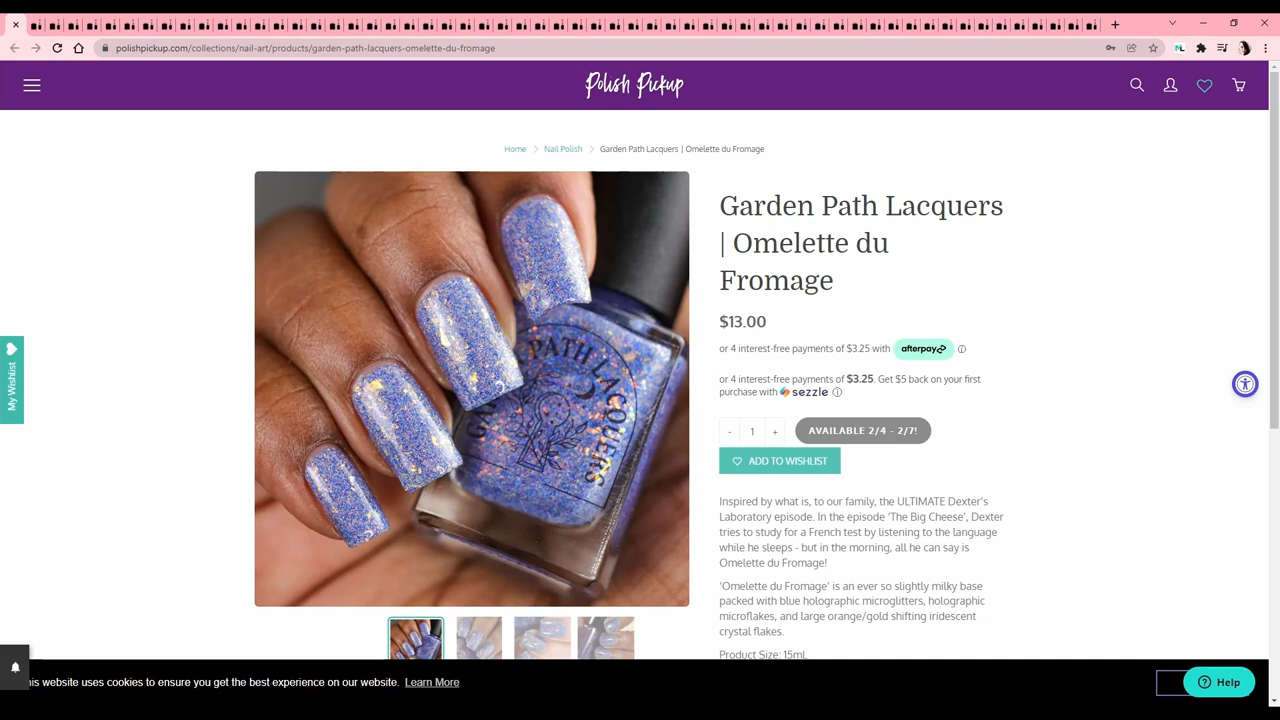 polishpickup.com/collections/nail-art/products/garden-path-lacquers-omelette-du-fromage
Polish Pickup
Home > Nail Polish > Garden Path Lacquers | Omelette du Fromage
Garden Path Lacquers
| Omelette du
Fromage
$13.00
or 4 interest-free payments of $3.25 with afterpay
or 4 interest-free payments of $3.25. Get $5 back on your first
purchase with sezzle
- 1 + AVAILABLE 2/4 - 2/7!
ADD TO WISHLIST
Inspired by what is, to our family, the ULTIMATE Dexter's
Laboratory episode. In the episode 'The Big Cheese', Dexter
tries to study for a French test by listening to the language
while he sleeps - but in the morning, all he can say is
Omelette du Fromage!
'Omelette du Fromage' is an ever so slightly milky base
packed with blue holographic microglitters, holographic
microflakes, and large orange/gold shifting iridescent
crystal flakes.
Product Size: 15mL
GARDEN PATH LACQUERS
My Wishlist
his website uses cookies to ensure you get the best experience on our website. Learn More
Help